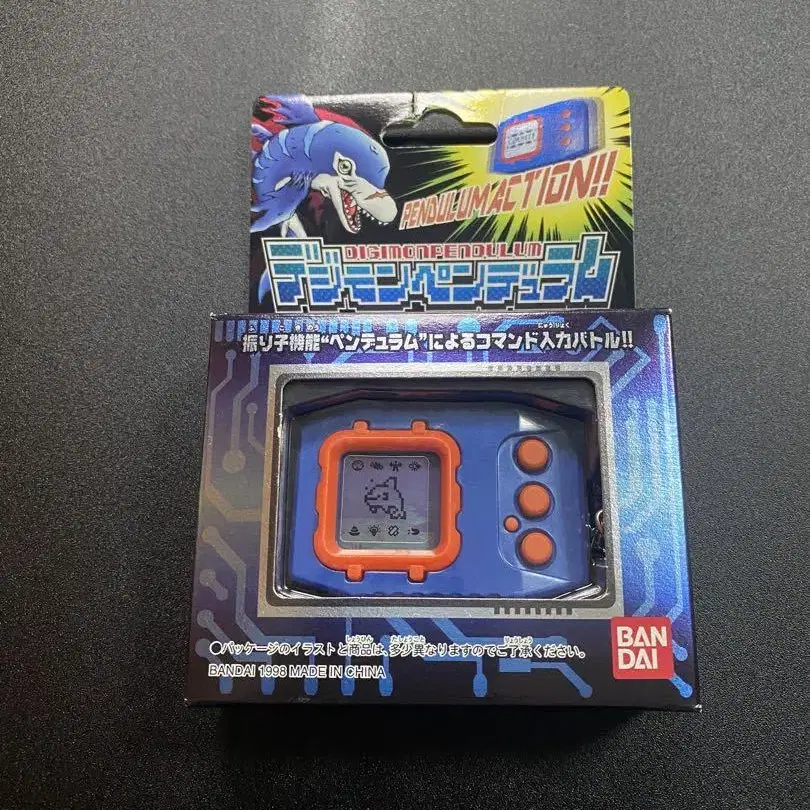 PENDULUM ACTION!!
DIGIMONPENDULUM
デジモンペンデュラム
振り子機能“ペンデュラム”によるコマンド入力バトル!!
●パッケージのイラストと商品は、多少異なりますのでご了承ください。
BANDAI 1998 MADE IN CHINA
BAN
DAI